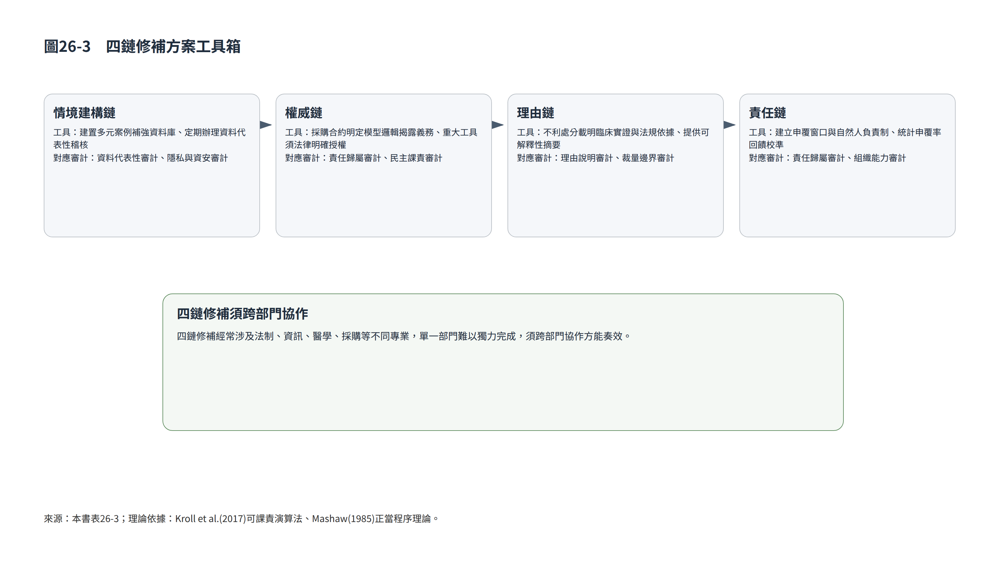 圖26-3　四鏈修補方案工具箱
情境建構鏈
工具：建置多元案例補強資料庫、定期辦理資料代
表性稽核
對應審計：資料代表性審計、隱私與資安審計
權威鏈
工具：採購合約明定模型邏輯揭露義務、重大工具
須法律明確授權
對應審計：責任歸屬審計、民主課責審計
理由鏈
工具：不利處分載明臨床實證與法規依據、提供可
解釋性摘要
對應審計：理由說明審計、裁量邊界審計
責任鏈
工具：建立申覆窗口與自然人負責制、統計申覆率
回饋校準
對應審計：責任歸屬審計、組織能力審計
四鏈修補須跨部門協作
四鏈修補經常涉及法制、資訊、醫學、採購等不同專業，單一部門難以獨力完成，須跨部門協作方能奏效。
來源：本書表26-3；理論依據：Kroll et al.(2017)可課責演算法、Mashaw(1985)正當程序理論。